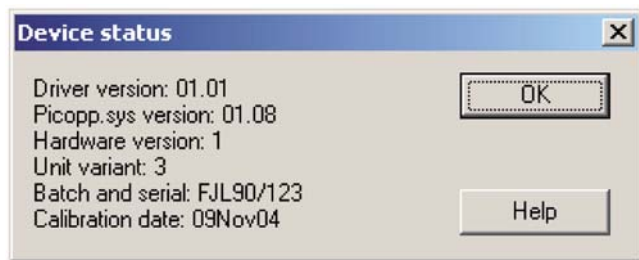 Device status
Driver version: 01.01
OK
Picopp.sys version: 01.08
Hardware version: 1
Unit variant: 3
Batch and serial: FJL90/123
Help
Calibration date: 09Nov04